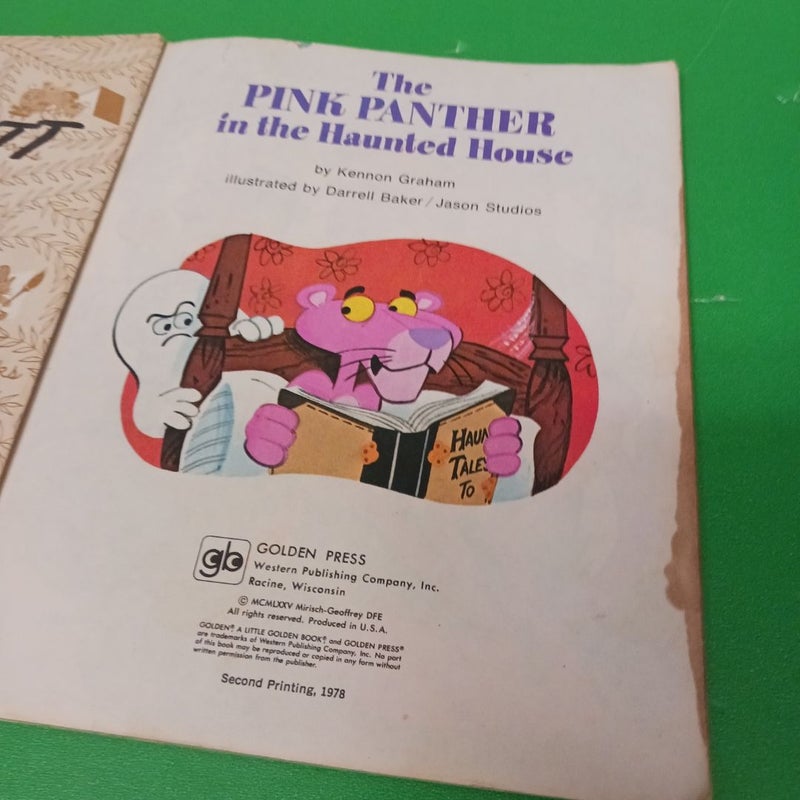 The
PINK PANTHER
in the Haunted House
by Kennon Graham
illustrated by Darrell Baker / Jason Studios
HAUN
TALES
TO
gb
GOLDEN PRESS
Western Publishing Company, Inc.
Racine, Wisconsin
© MCMLXXV Mirisch-Geoffrey DFE
All rights reserved. Produced in U.S.A.
GOLDEN® A LITTLE GOLDEN BOOK® and GOLDEN PRESS®
are trademarks of Western Publishing Company, Inc. No part
of this book may be reproduced or copied in any form without
written permission from the publisher.
Second Printing, 1978